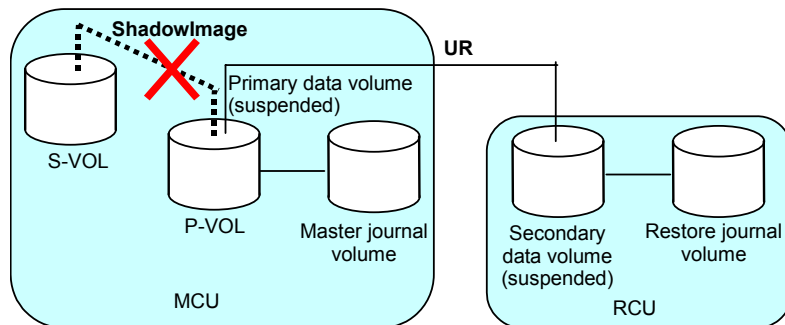 ShadowImage
UR
Primary data volume
(suspended)
S-VOL
P-VOL
Master journal
volume
Secondary
data volume
(suspended)
Restore journal
volume
MCU
RCU